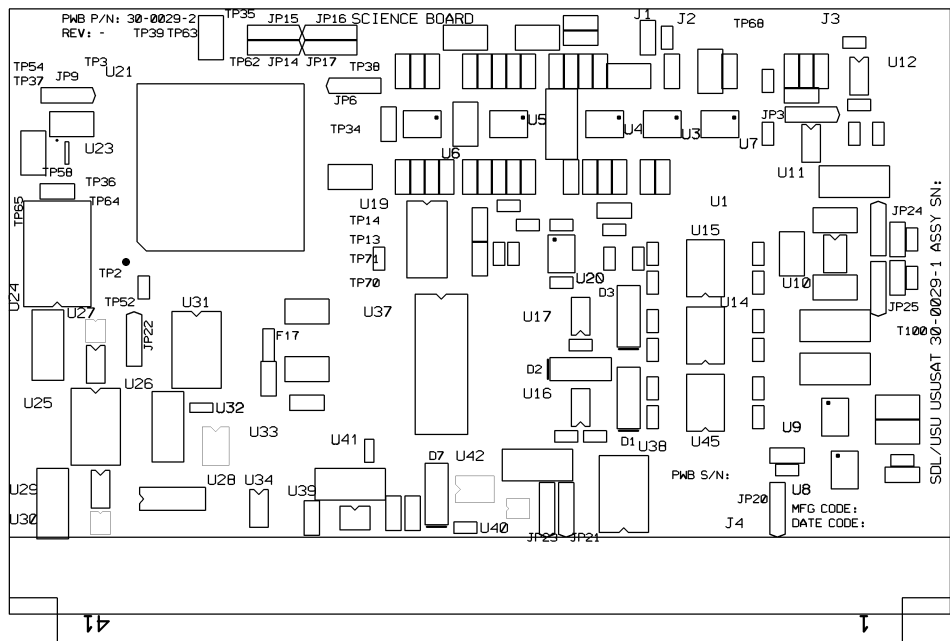 PWB P/N: 30-0029-2
REV: -
TP39 TP63
TP35
JP15 JP16
SCIENCE BOARD
J1 J2
TP68
J3
TP62 JP14 JP17
TP38
TP54
TP3
U21
U12
TP37
JP9
JP6
TP34
U5
U4
U3
U7
JP3
U6
U23
TP58
TP36
U11
TP65
TP64
U19
TP14
TP13
TP71
TP70
U1
U15
JP24
TP2
U20
U10
U24
TP52
U31
U37
D3
U14
JP25
U27
U17
JP22
F17
T100
D2
U26
U16
U25
U32
U33
U41
D1
U38
U45
U9
D7
U42
PWB S/N:
U29
U28
U34
U39
U8
JP20
U30
U40
MFG CODE:
DATE CODE:
J4
JP23 JP21
SDL/USU USUSAT 30-0029-1 ASSY SN:
41
1